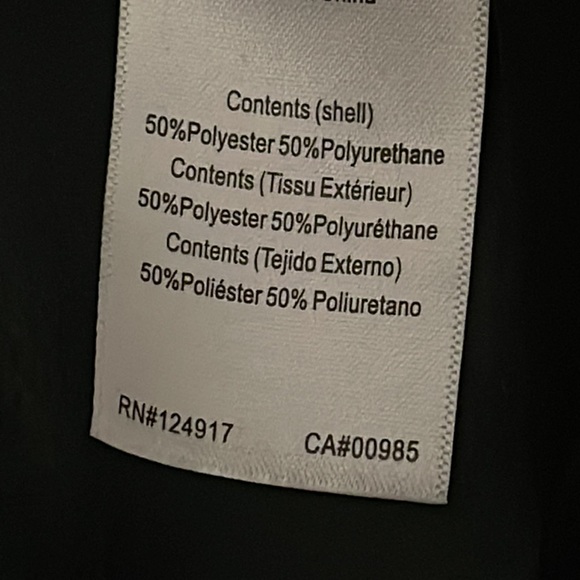 Contents (shell)
50%Polyester 50%Polyurethane
Contents (Tissu Extérieur)
50%Polyester 50%Polyuréthane
Contents (Tejido Externo)
50%Poliéster 50% Poliuretano
RN#124917 CA#00985